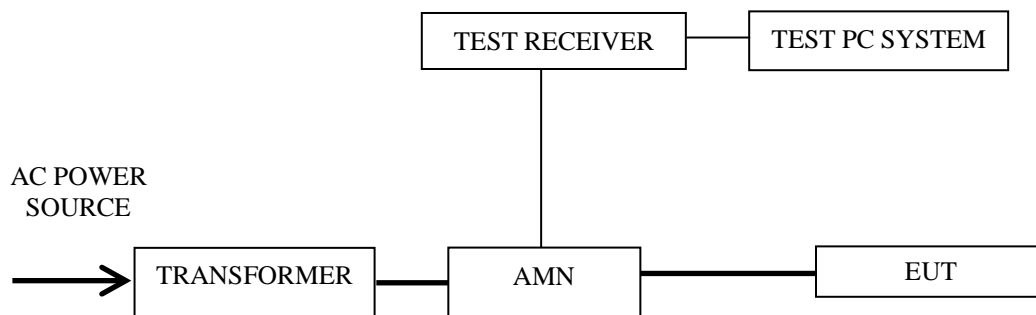 TEST RECEIVER
TEST PC SYSTEM
AC POWER
SOURCE
TRANSFORMER
AMN
EUT